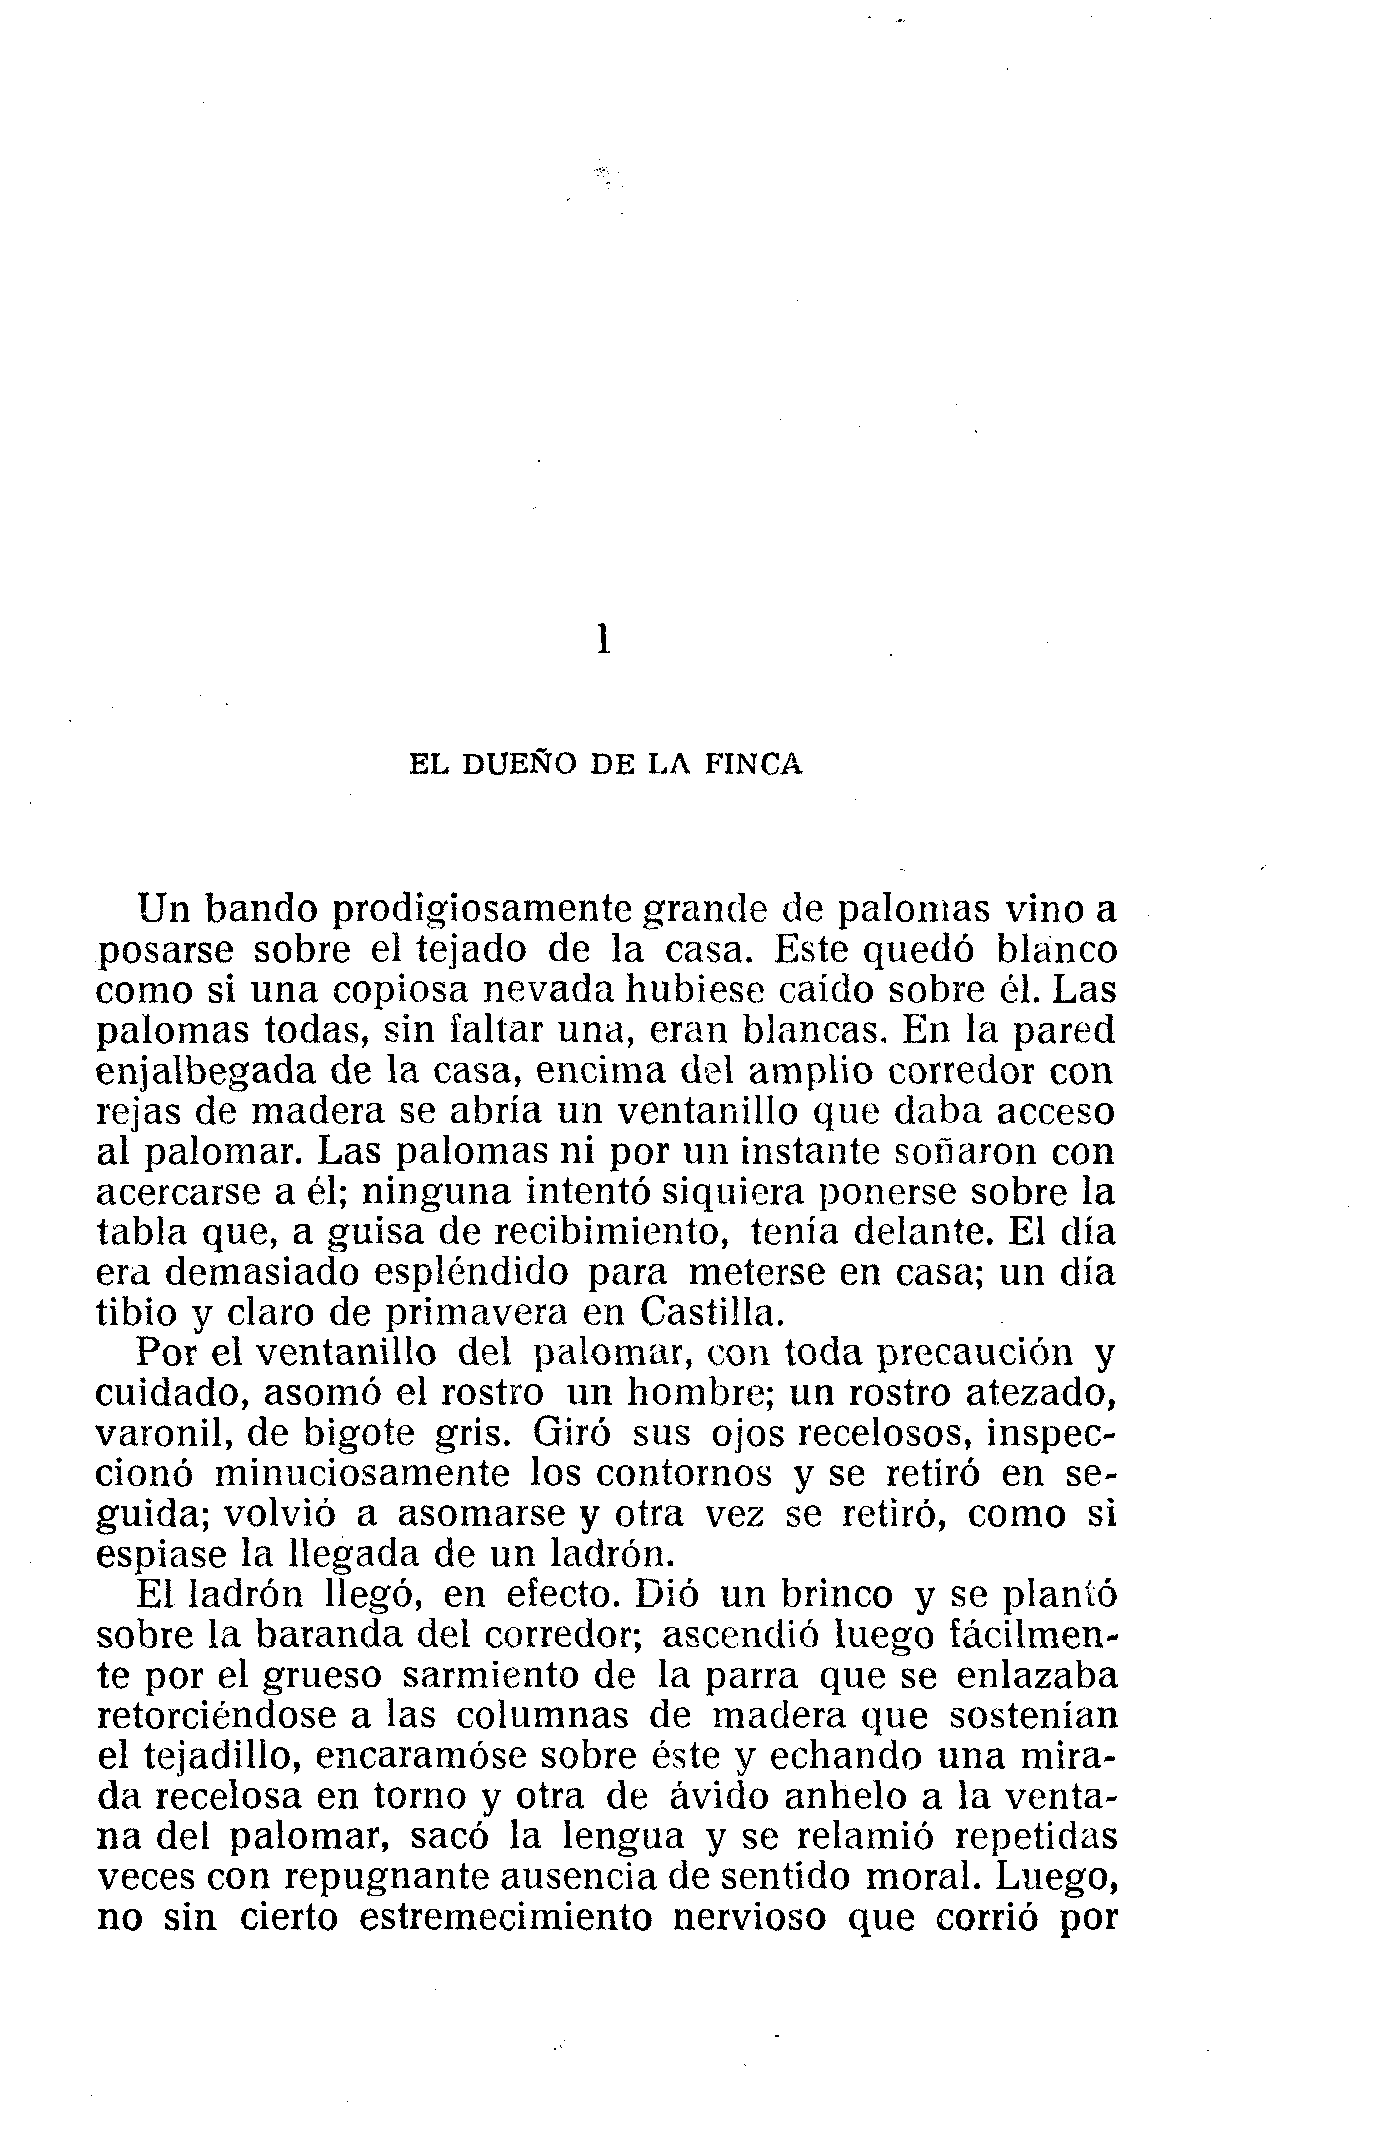 1
EL DUEÑO DE LA FINCA
Un bando prodigiosamente grande de palomas vino a
posarse sobre el tejado de la casa. Este quedó blanco
como si una copiosa nevada hubiese caído sobre él. Las
palomas todas, sin faltar una, eran blancas. En la pared
enjalbegada de la casa, encima del amplio corredor con
rejas de madera se abría un ventanillo que daba acceso
al palomar. Las palomas ni por un instante soñaron con
acercarse a él; ninguna intentó siquiera ponerse sobre la
tabla que, a guisa de recibimiento, tenía delante. El día
era demasiado espléndido para meterse en casa; un día
tibio y claro de primavera en Castilla.
Por el ventanillo del palomar, con toda precaución y
cuidado, asomó el rostro un hombre; un rostro atezado,
varonil, de bigote gris. Giró sus ojos recelosos, inspec-
cionó minuciosamente los contornos y se retiró en se-
guida; volvió a asomarse y otra vez se retiró, como si
espiase la llegada de un ladrón.
El ladrón llegó, en efecto. Dió un brinco y se plantó
sobre la baranda del corredor; ascendió luego fácilmen-
te por el grueso sarmiento de la parra que se enlazaba
retorciéndose a las columnas de madera que sostenían
el tejadillo, encaramóse sobre éste y echando una mira-
da recelosa en torno y otra de ávido anhelo a la venta-
na del palomar, sacó la lengua y se relamió repetidas
veces con repugnante ausencia de sentido moral. Luego,
no sin cierto estremecimiento nervioso que corrió por